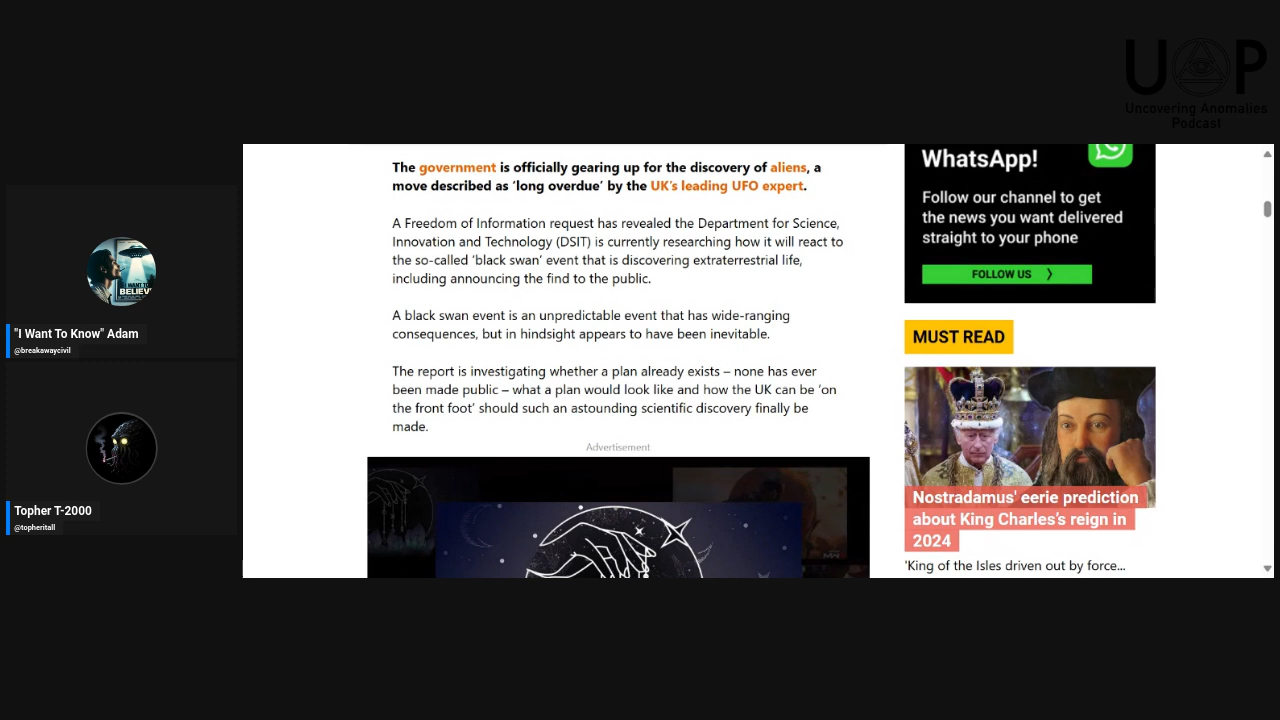 UAP
Uncovering Anomalies
Podcast
"I Want To Know" Adam
@breakawaycivil
Topher T-2000
@topheritall
The government is officially gearing up for the discovery of aliens, a
move described as ‘long overdue’ by the UK’s leading UFO expert.
A Freedom of Information request has revealed the Department for Science,
Innovation and Technology (DSIT) is currently researching how it will react to
the so-called ‘black swan’ event that is discovering extraterrestrial life,
including announcing the find to the public.
A black swan event is an unpredictable event that has wide-ranging
consequences, but in hindsight appears to have been inevitable.
The report is investigating whether a plan already exists – none has ever
been made public – what a plan would look like and how the UK can be ‘on
the front foot’ should such an astounding scientific discovery finally be
made.
Advertisement
WhatsApp!
Follow our channel to get
the news you want delivered
straight to your phone
FOLLOW US
MUST READ
Nostradamus' eerie prediction
about King Charles’s reign in
2024
‘King of the Isles driven out by force...